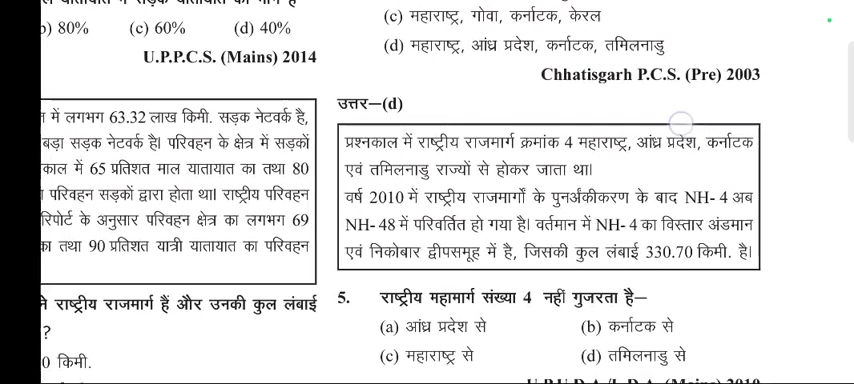 b) 80% (c) 60% (d) 40%
U.P.P.C.S. (Mains) 2014
में लगभग 63.32 लाख किमी. सड़क नेटवर्क है,
बड़ा सड़क नेटवर्क है। परिवहन के क्षेत्र में सड़कों
काल में 65 प्रतिशत माल यातायात का तथा 80
परिवहन सड़कों द्वारा होता था। राष्ट्रीय परिवहन
रिपोर्ट के अनुसार परिवहन क्षेत्र का लगभग 69
का तथा 90 प्रतिशत यात्री यातायात का परिवहन
राष्ट्रीय राजमार्ग हैं और उनकी कुल लंबाई
?
0 किमी.
(c) महाराष्ट्र, गोवा, कर्नाटक, केरल
(d) महाराष्ट्र, आंध्र प्रदेश, कर्नाटक, तमिलनाडु
Chhatisgarh P.C.S. (Pre) 2003
उत्तर—(d)
प्रश्नकाल में राष्ट्रीय राजमार्ग क्रमांक 4 महाराष्ट्र, आंध्र प्रदेश, कर्नाटक
एवं तमिलनाडु राज्यों से होकर जाता था।
वर्ष 2010 में राष्ट्रीय राजमार्गों के पुनर्अंकीकरण के बाद NH- 4 अब
NH- 48 में परिवर्तित हो गया है। वर्तमान में NH- 4 का विस्तार अंडमान
एवं निकोबार द्वीपसमूह में है, जिसकी कुल लंबाई 330.70 किमी. है।
5. राष्ट्रीय महामार्ग संख्या 4 नहीं गुजरता है—
(a) आंध्र प्रदेश से (b) कर्नाटक से
(c) महाराष्ट्र से (d) तमिलनाडु से